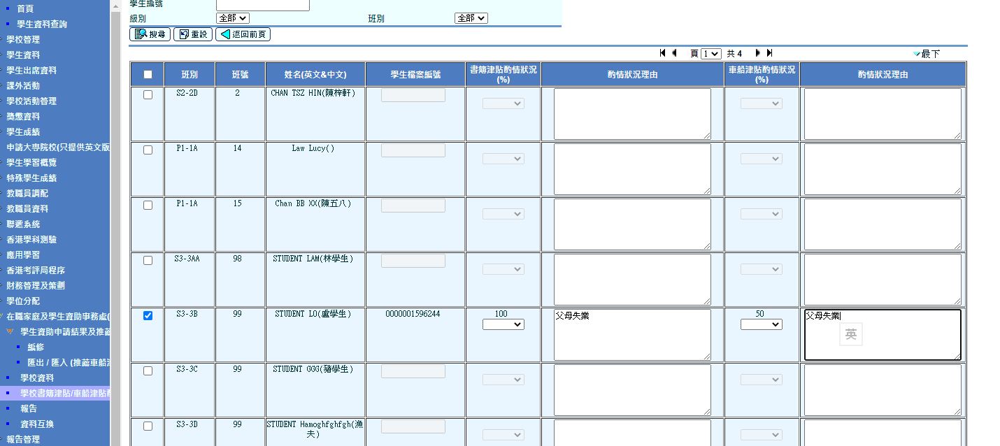 首頁
學生資料查詢
學校管理
學生資料
學生出席資料
課外活動
學校活動管理
獎懲資料
學生成績
申請大專院校(只提供英文版
學生學習概覽
特殊學生成績
教職員調配
教職員資料
聯遞系統
香港學科測驗
應用學習
香港考評局程序
財務管理及策劃
學位分配
在職家庭及學生資助事務處(
學生資助申請結果及推薦
編修
匯出 / 匯入 (推薦車船
學校資料
學校書簿津貼/車船津貼
報告
資料互換
報告管理
學生編號
級別 全部 班別 全部
搜尋 重設 返回前頁
頁 1 共 4 最下
班別 班號 姓名(英文&中文) 學生檔案編號 書簿津貼酌情狀況(%) 酌情狀況理由 車船津貼酌情狀況(%) 酌情狀況理由
S2-2D 2 CHAN TSZ HIN(陳梓軒)
P1-1A 14 Law Lucy()
P1-1A 15 Chan BB XX(陳五八)
S3-3AA 98 STUDENT LAM(林學生)
S3-3B 99 STUDENT LO(盧學生) 0000001596244 100 父母失業 50 父母失業
英
S3-3C 99 STUDENT GGG(豬學生)
S3-3D 99 STUDENT Hamoghfghfgh(漁
夫)